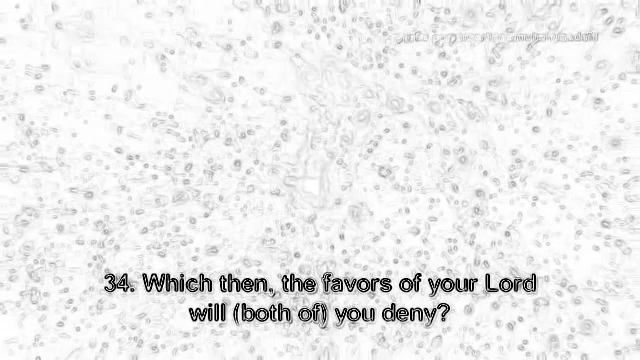 34. Which then, the favors of your Lord
will (both of) you deny?